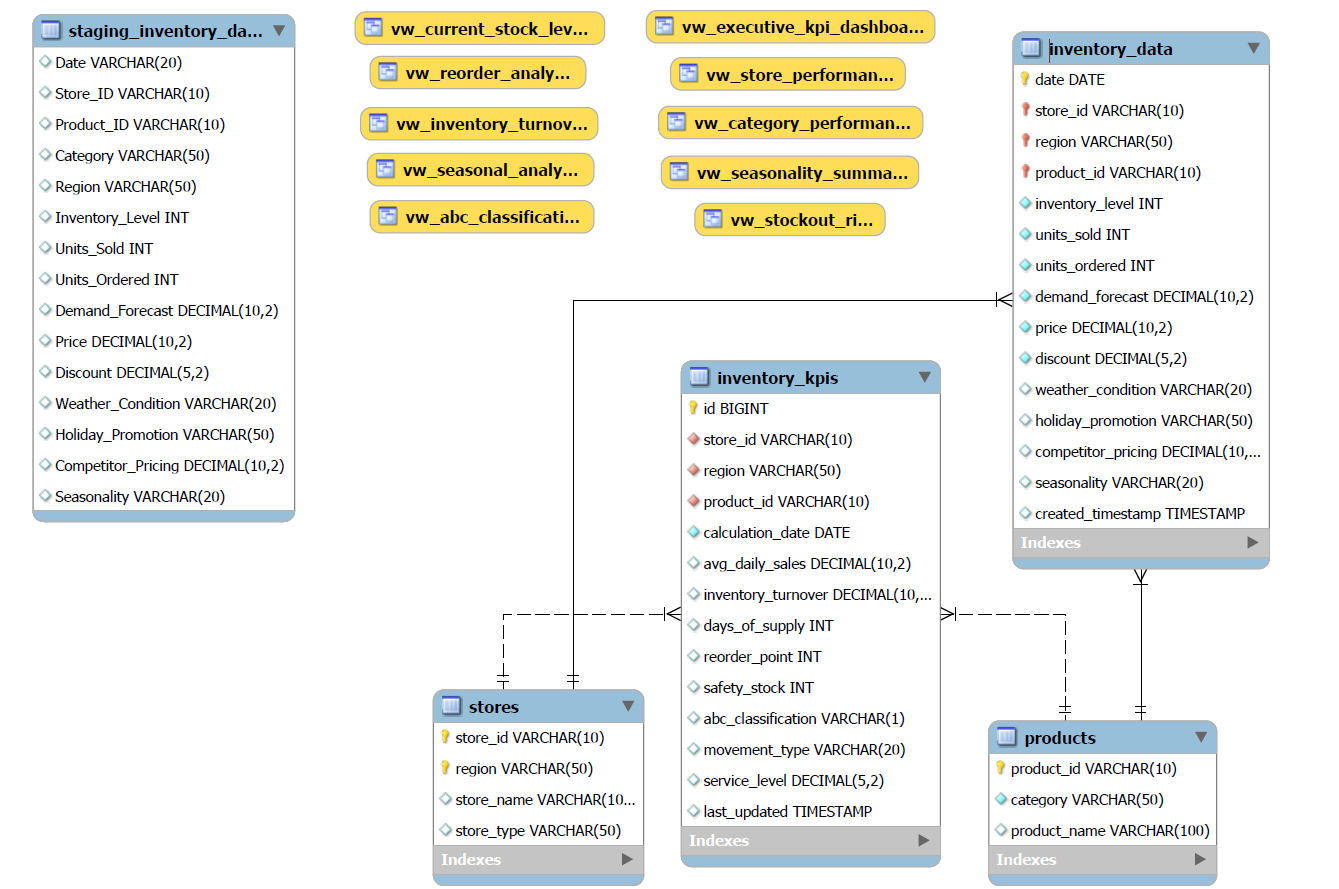 staging_inventory_da...
Date VARCHAR(20)
Store_ID VARCHAR(10)
Product_ID VARCHAR(10)
Category VARCHAR(50)
Region VARCHAR(50)
Inventory_Level INT
Units_Sold INT
Units_Ordered INT
Demand_Forecast DECIMAL(10,2)
Price DECIMAL(10,2)
Discount DECIMAL(5,2)
Weather_Condition VARCHAR(20)
Holiday_Promotion VARCHAR(50)
Competitor_Pricing DECIMAL(10,2)
Seasonality VARCHAR(20)
vw_current_stock_lev...
vw_reorder_analy...
vw_inventory_turnov...
vw_seasonal_analy...
vw_abc_classificati...
vw_executive_kpi_dashboa...
vw_store_performan...
vw_category_performan...
vw_seasonality_summa...
vw_stockout_ri...
inventory_data
date DATE
store_id VARCHAR(10)
region VARCHAR(50)
product_id VARCHAR(10)
inventory_level INT
units_sold INT
units_ordered INT
demand_forecast DECIMAL(10,2)
price DECIMAL(10,2)
discount DECIMAL(5,2)
weather_condition VARCHAR(20)
holiday_promotion VARCHAR(50)
competitor_pricing DECIMAL(10,...
seasonality VARCHAR(20)
created_timestamp TIMESTAMP
Indexes
inventory_kpis
id BIGINT
store_id VARCHAR(10)
region VARCHAR(50)
product_id VARCHAR(10)
calculation_date DATE
avg_daily_sales DECIMAL(10,2)
inventory_turnover DECIMAL(10,...
days_of_supply INT
reorder_point INT
safety_stock INT
abc_classification VARCHAR(1)
movement_type VARCHAR(20)
service_level DECIMAL(5,2)
last_updated TIMESTAMP
Indexes
stores
store_id VARCHAR(10)
region VARCHAR(50)
store_name VARCHAR(10...
store_type VARCHAR(50)
Indexes
products
product_id VARCHAR(10)
category VARCHAR(50)
product_name VARCHAR(100)
Indexes